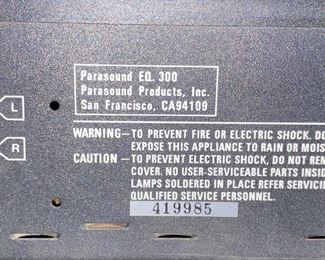 Parasound EQ. 300
Parasound Products, Inc.
San Francisco, CA94109
L
R
WARNING—TO PREVENT FIRE OR ELECTRIC SHOCK. DO
EXPOSE THIS APPLIANCE TO RAIN OR MOIS
CAUTION —TO PREVENT ELECTRIC SHOCK, DO NOT REM
COVER. NO USER-SERVICEABLE PARTS INSID
LAMPS SOLDERED IN PLACE REFER SERVICI
QUALIFIED SERVICE PERSONNEL.
419985